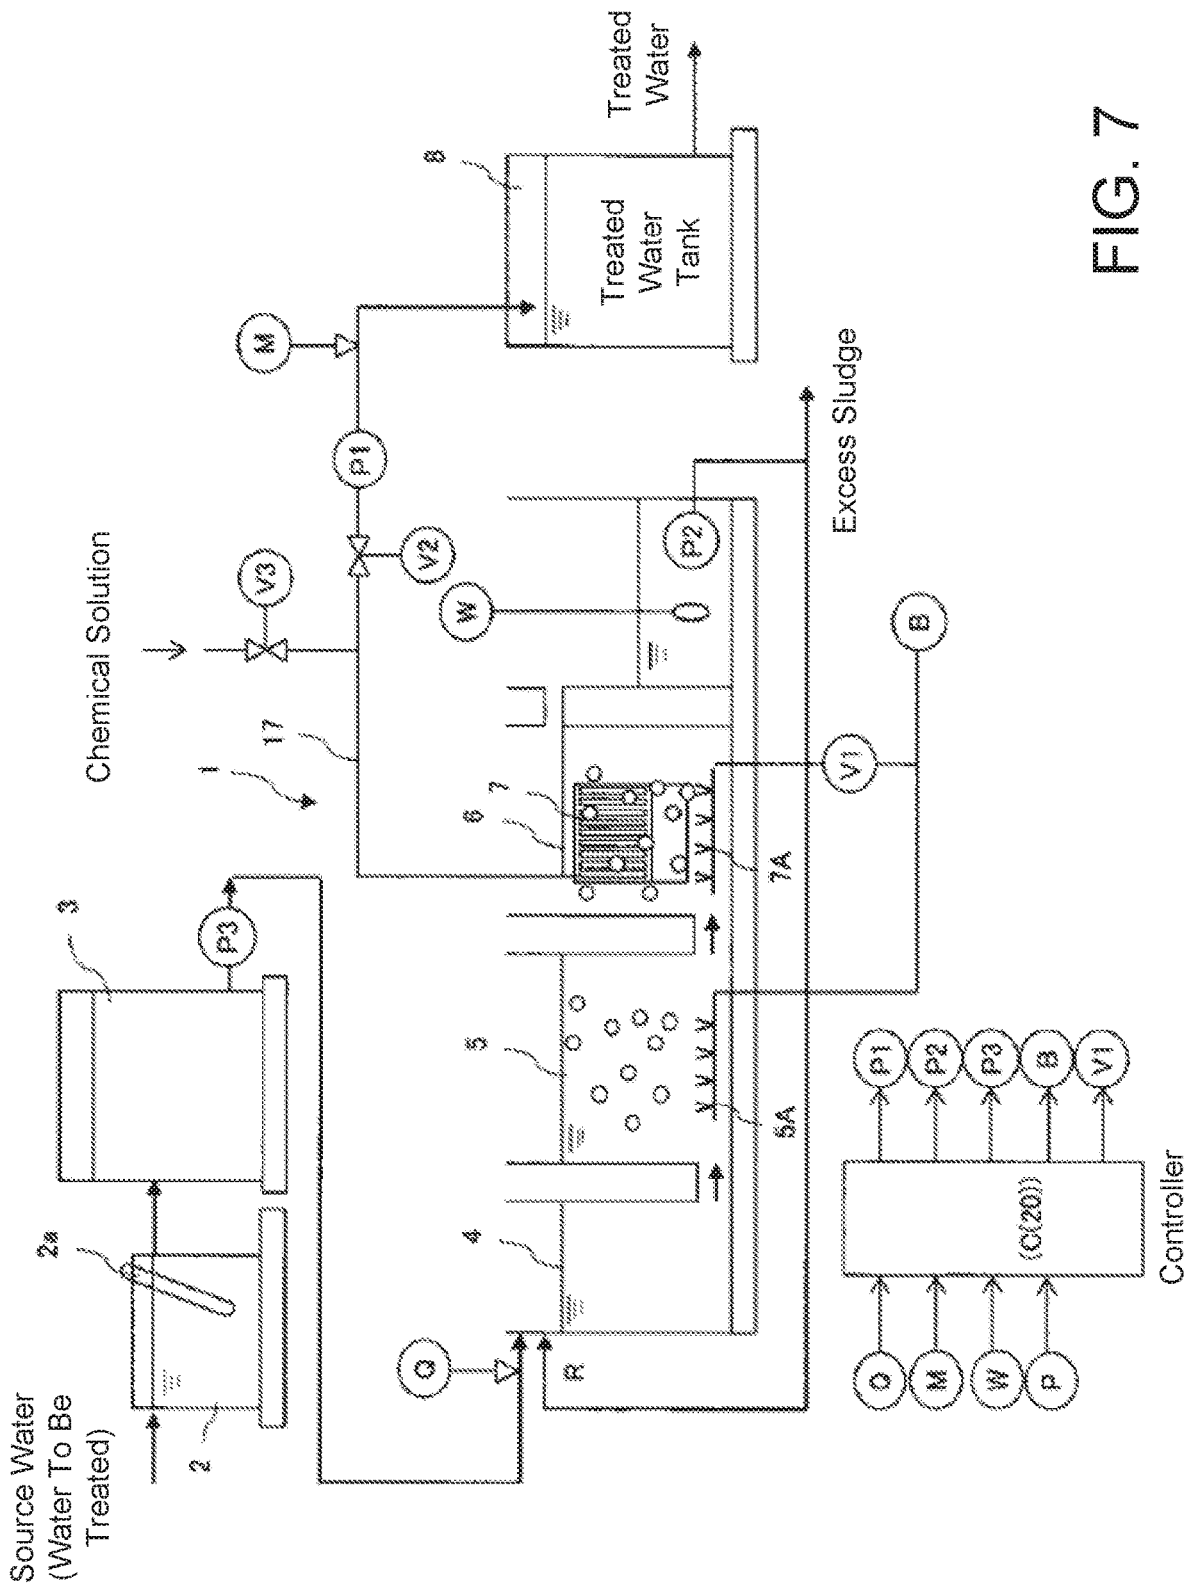 Source Water
(Water To Be
Treated)
2
2a
3
P3
1
Chemical Solution
17
V3
V2
P1
M
8
Treated
Water
Treated
Water
Tank
Q
R
4
5
6
7
W
P2
5A
7A
Excess Sludge
V1
B
Q
M
W
P
(C(20))
P1
P2
P3
B
V1
Controller
FIG. 7